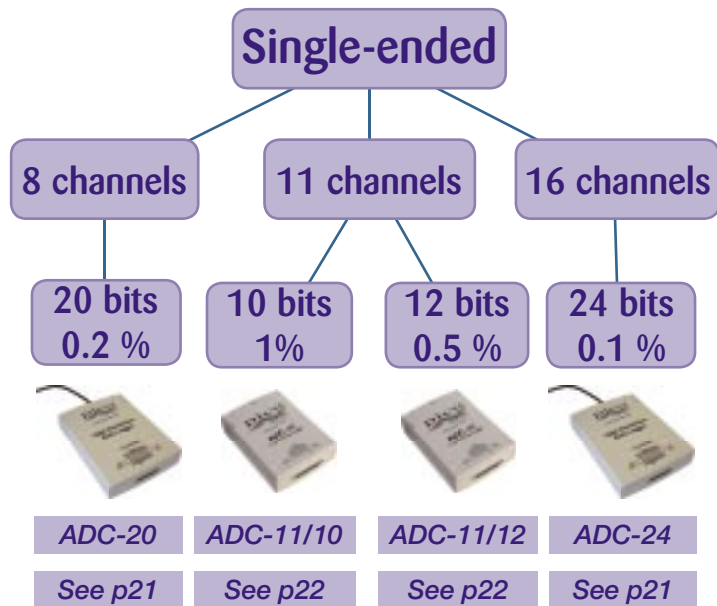 Single-ended
8 channels
11 channels
16 channels
20 bits
0.2 %
10 bits
1%
12 bits
0.5 %
24 bits
0.1 %
ADC-20
ADC-11/10
ADC-11/12
ADC-24
See p21
See p22
See p22
See p21